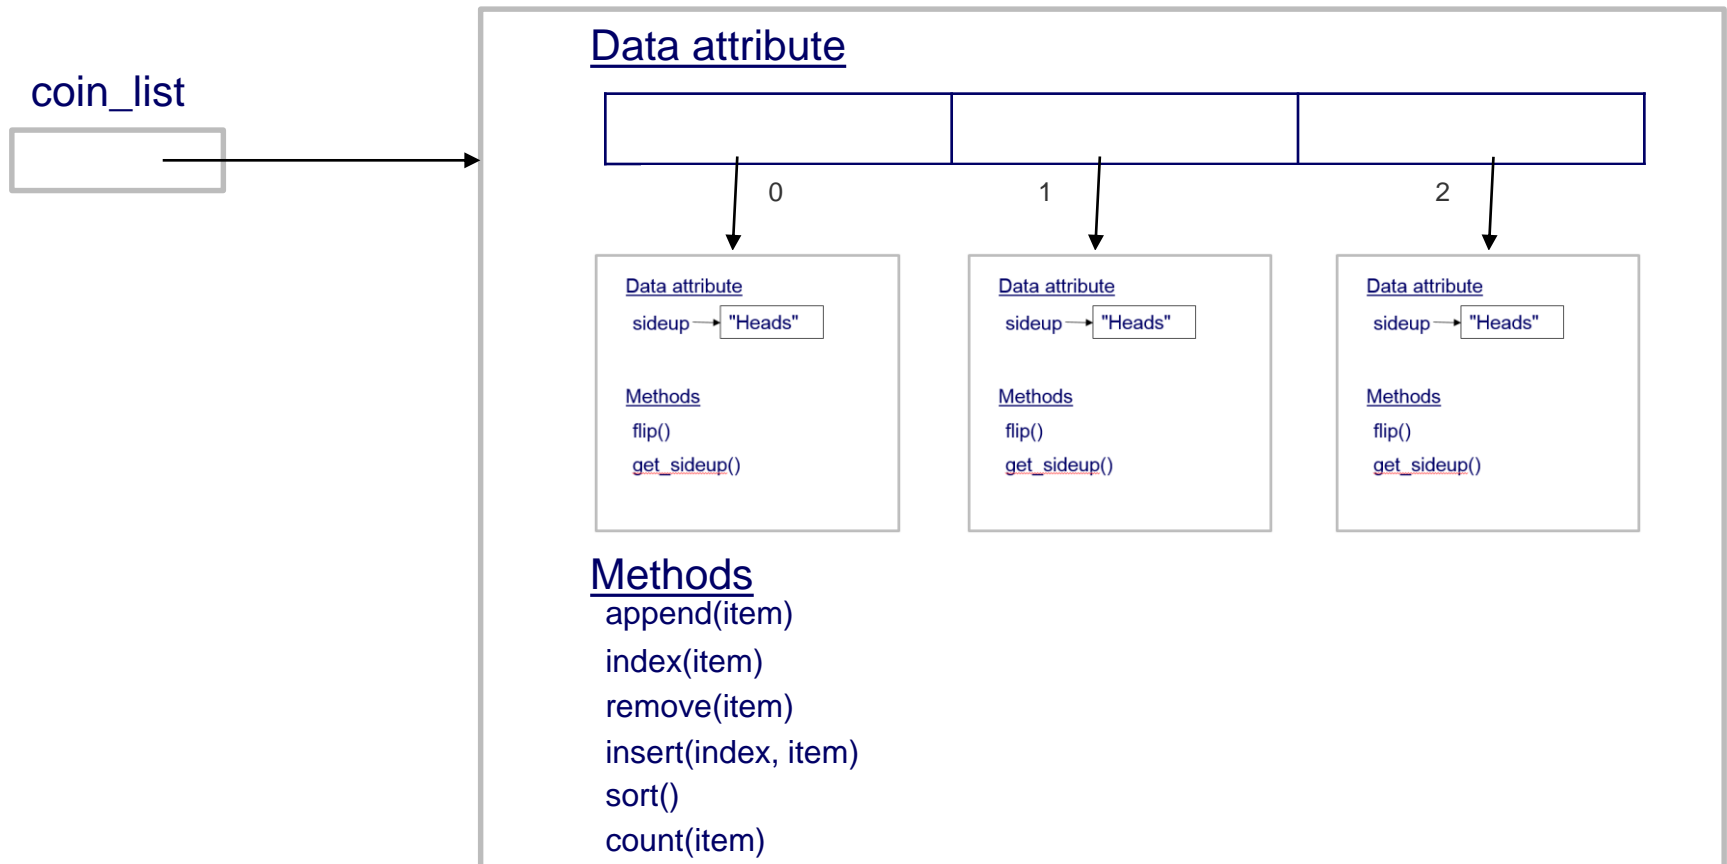 Data attribute
coin_list
0 1 2
Data attribute Data attribute Data attribute
sideup "Heads" sideup "Heads" sideup "Heads"
Methods Methods Methods
flip() flip() flip()
get_sideup() get_sideup() get_sideup()
Methods
append(item)
index(item)
remove(item)
insert(index, item)
sort()
count(item)